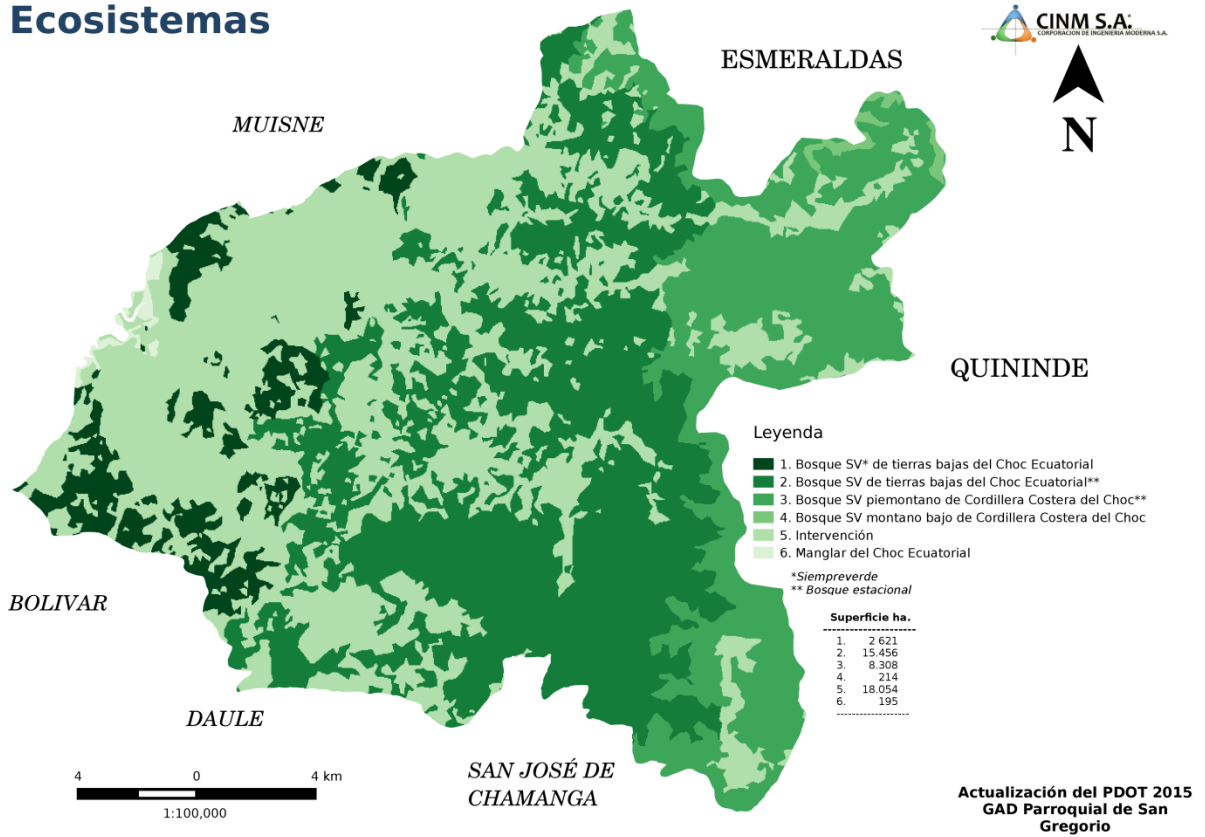 Ecosistemas
CINM S.A.
CORPORACION DE INGENIERIA MODERNA S.A.
ESMERALDAS
MUISNE
N
QUININDE
Leyenda
1. Bosque SV* de tierras bajas del Choc Ecuatorial
2. Bosque SV de tierras bajas del Choc Ecuatorial**
3. Bosque SV piemontano de Cordillera Costera del Choc**
4. Bosque SV montano bajo de Cordillera Costera del Choc
5. Intervención
6. Manglar del Choc Ecuatorial
*Siempreverde
** Bosque estacional
BOLIVAR
Superficie ha.
---------------------
1. 2 621
2. 15.456
3. 8.308
4. 214
5. 18.054
6. 195
------------------
DAULE
SAN JOSÉ DE
CHAMANGA
4 0 4 km
1:100,000
Actualización del PDOT 2015
GAD Parroquial de San
Gregorio